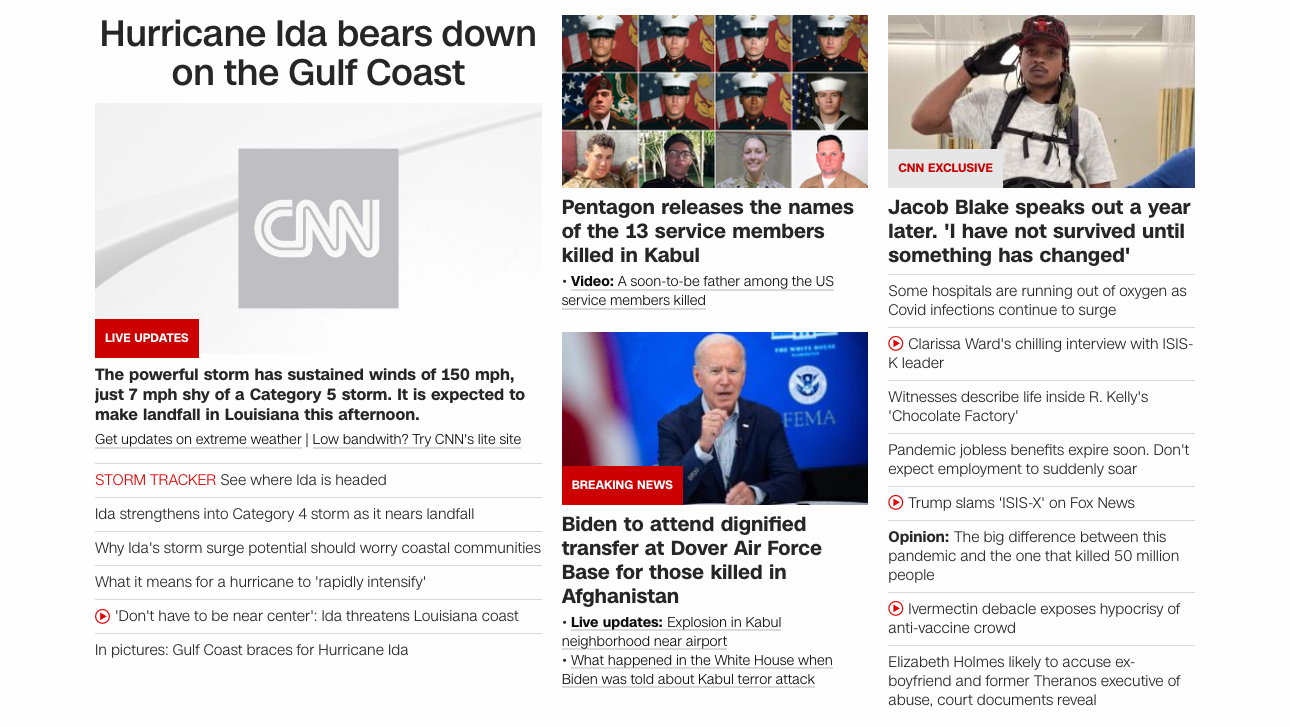 Hurricane Ida bears down
on the Gulf Coast
CNN
LIVE UPDATES
The powerful storm has sustained winds of 150 mph,
just 7 mph shy of a Category 5 storm. It is expected to
make landfall in Louisiana this afternoon.
Get updates on extreme weather | Low bandwith? Try CNN's lite site
STORM TRACKER See where Ida is headed
Ida strengthens into Category 4 storm as it nears landfall
Why Ida's storm surge potential should worry coastal communities
What it means for a hurricane to 'rapidly intensify'
'Don't have to be near center': Ida threatens Louisiana coast
In pictures: Gulf Coast braces for Hurricane Ida
Pentagon releases the names
of the 13 service members
killed in Kabul
• Video: A soon-to-be father among the US
service members killed
THE WHITE HOUSE
WASHINGTON
FEMA
BREAKING NEWS
Biden to attend dignified
transfer at Dover Air Force
Base for those killed in
Afghanistan
• Live updates: Explosion in Kabul
neighborhood near airport
• What happened in the White House when
Biden was told about Kabul terror attack
CNN EXCLUSIVE
Jacob Blake speaks out a year
later. 'I have not survived until
something has changed'
Some hospitals are running out of oxygen as
Covid infections continue to surge
Clarissa Ward's chilling interview with ISIS-
K leader
Witnesses describe life inside R. Kelly's
'Chocolate Factory'
Pandemic jobless benefits expire soon. Don't
expect employment to suddenly soar
Trump slams 'ISIS-X' on Fox News
Opinion: The big difference between this
pandemic and the one that killed 50 million
people
Ivermectin debacle exposes hypocrisy of
anti-vaccine crowd
Elizabeth Holmes likely to accuse ex-
boyfriend and former Theranos executive of
abuse, court documents reveal